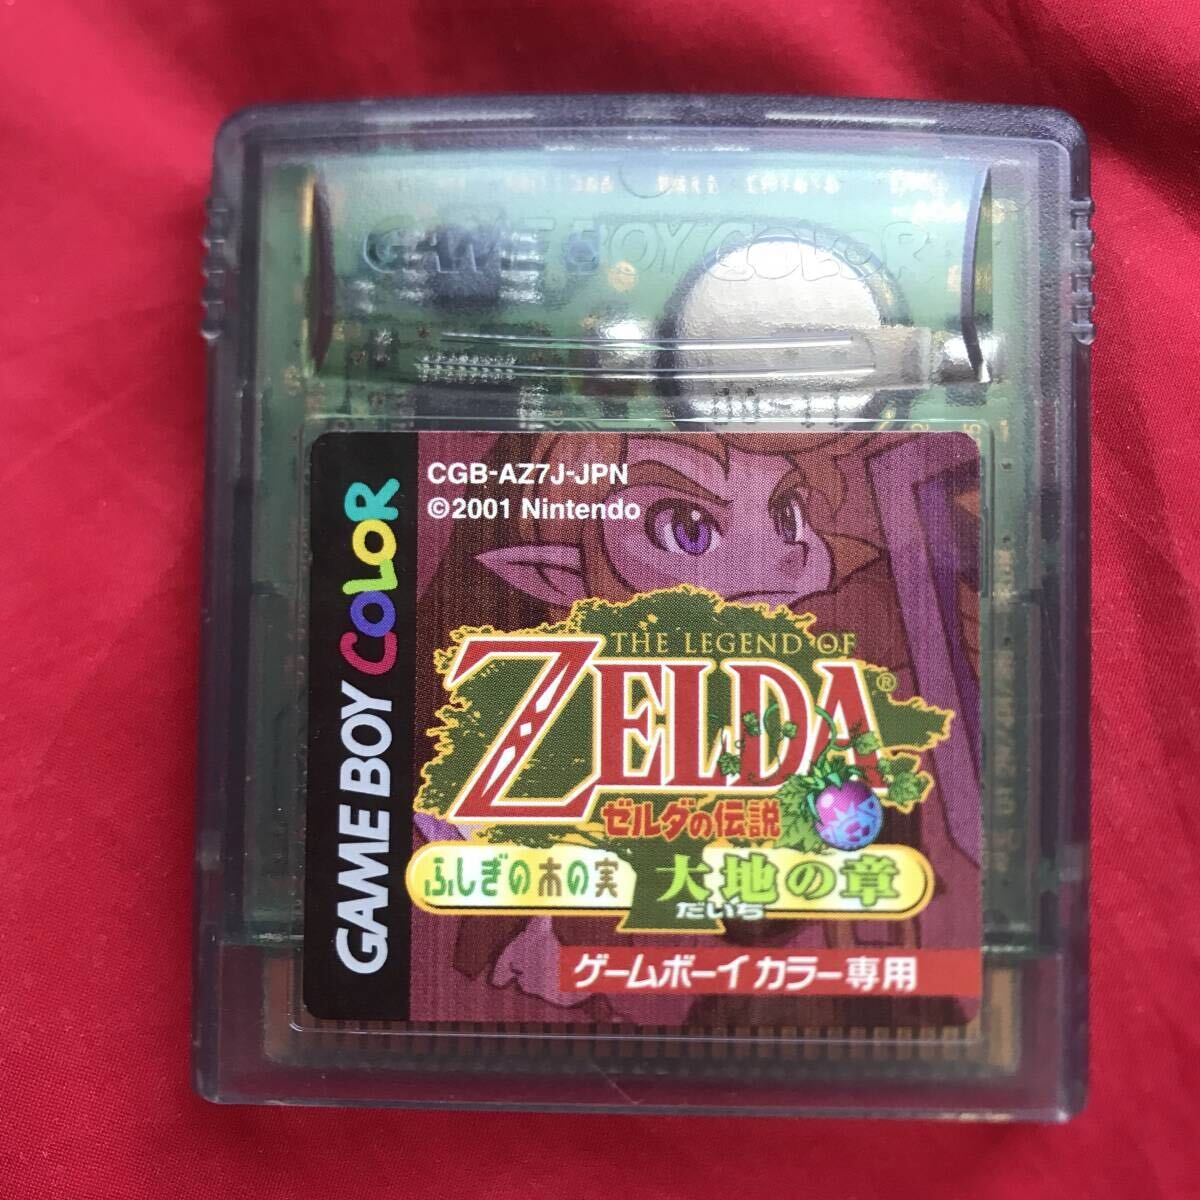 GAME BOY COLOR
GAME BOY COLOR
CGB-AZ7J-JPN
©2001 Nintendo
THE LEGEND OF
ZELDA®
ゼルダの伝説
ふしぎの木の実
大地の章
だいち
ゲームボーイカラー専用